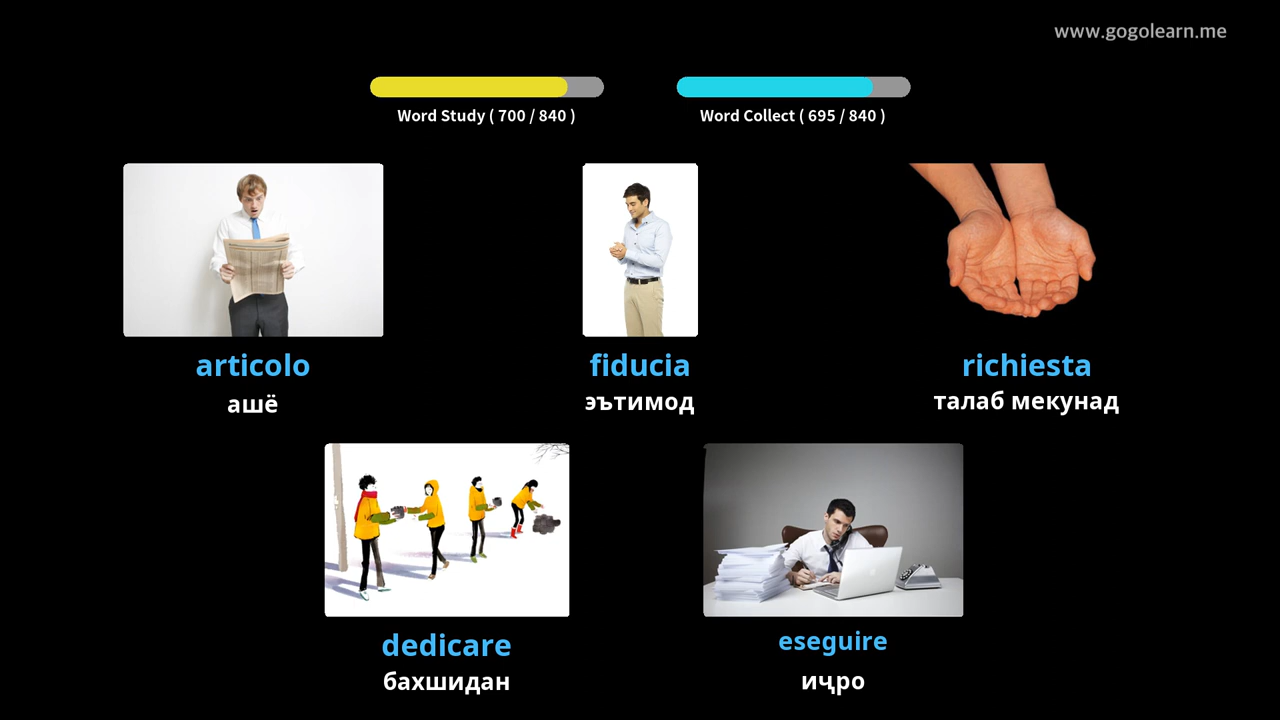 www.gogolearn.me
Word Study ( 700 / 840 )
Word Collect ( 695 / 840 )
articolo
ашё
fiducia
эътимод
richiesta
талаб мекунад
dedicare
бахшидан
eseguire
иҷро